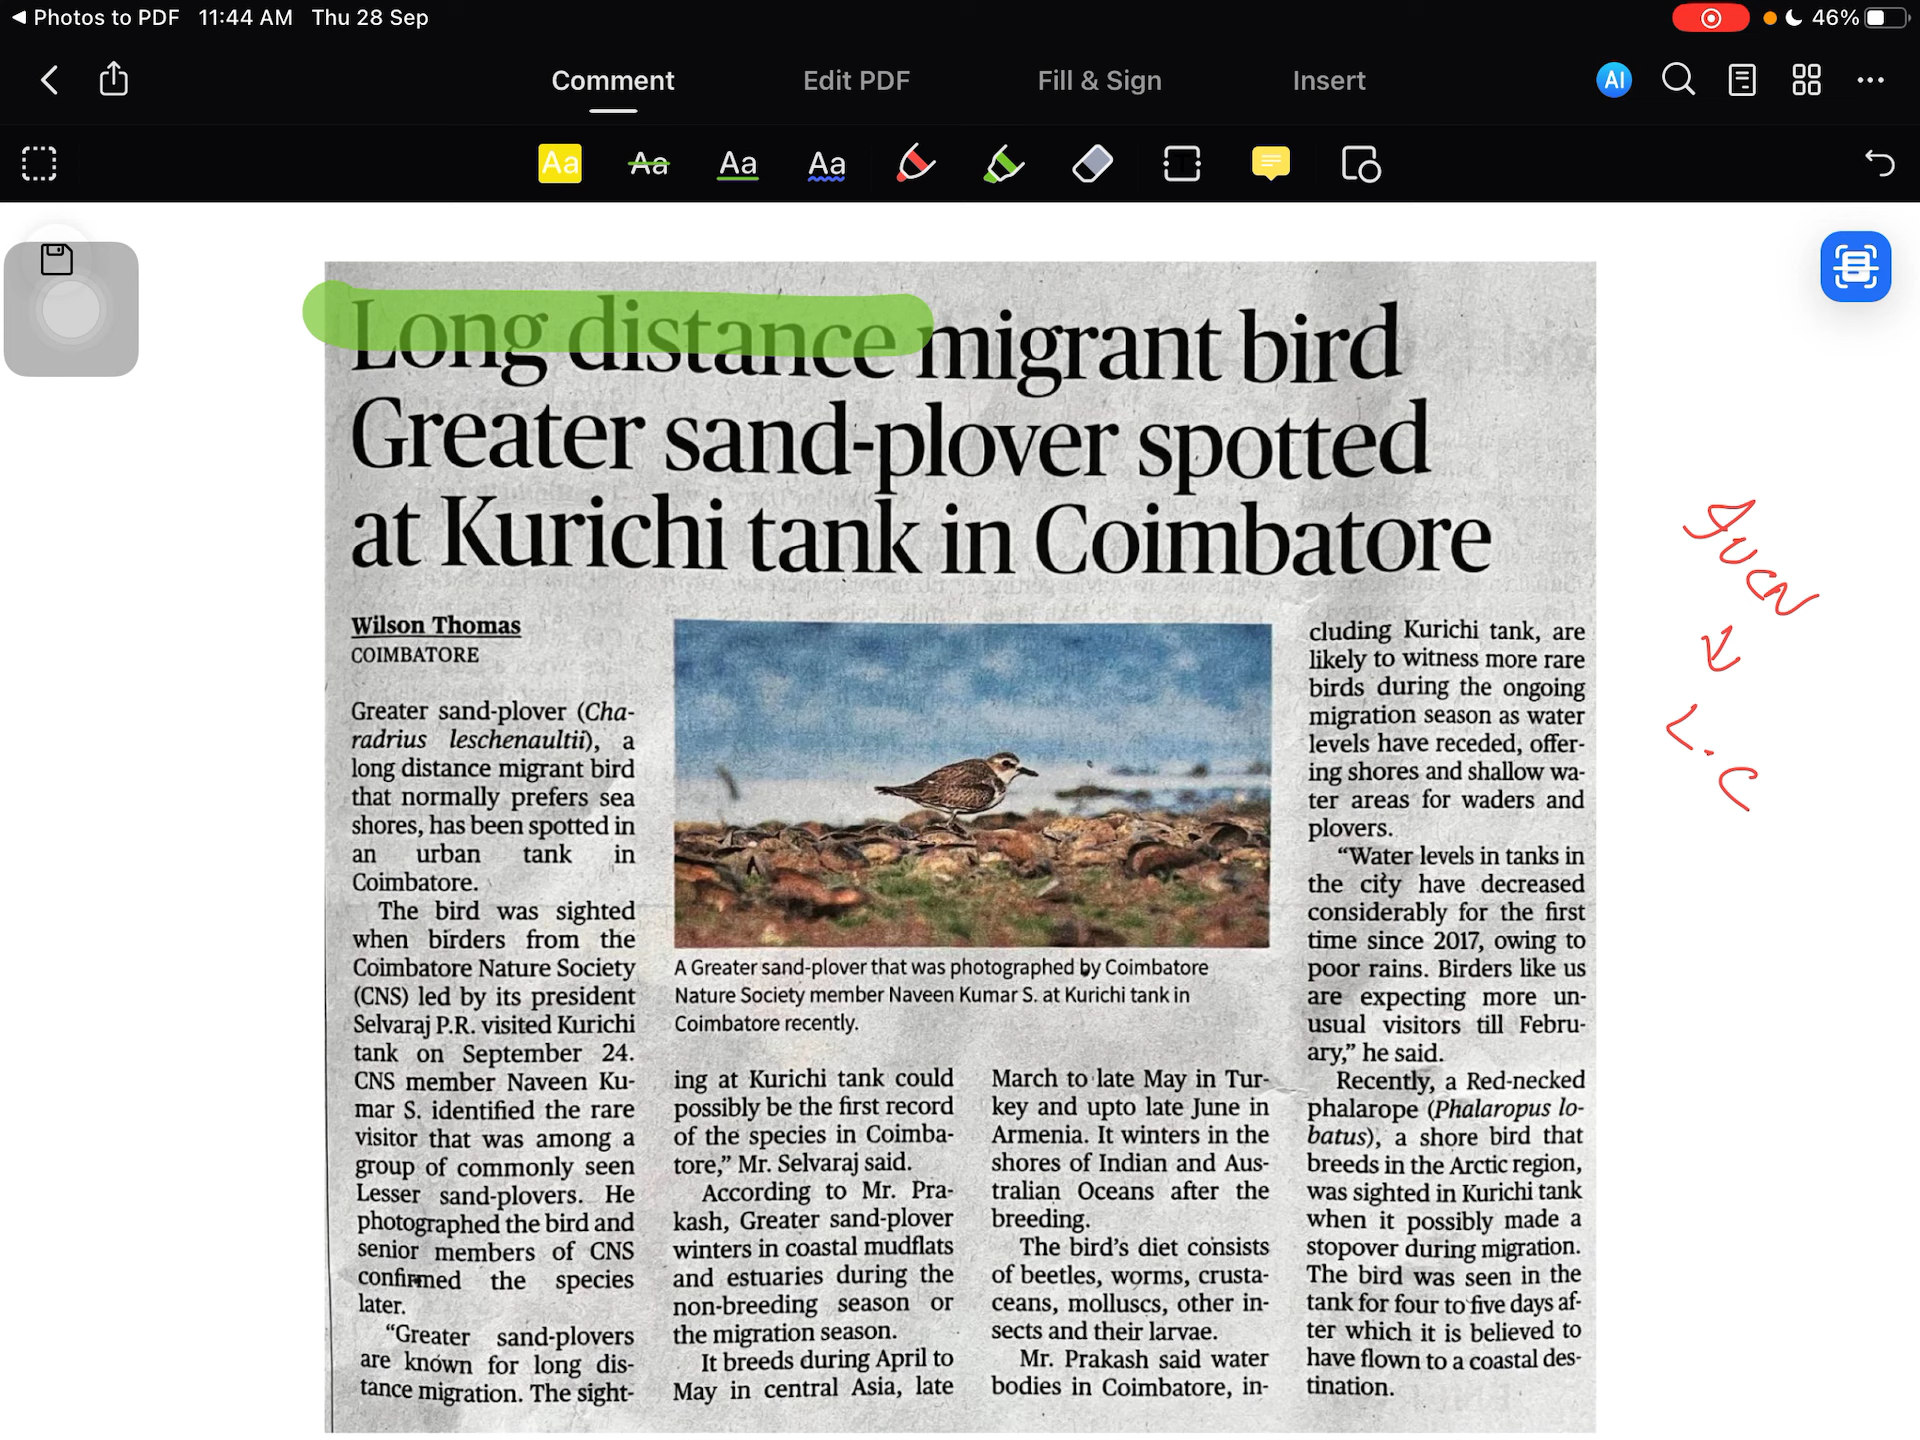 Photos to PDF 11:44 AM Thu 28 Sep
46%
Comment
Edit PDF
Fill & Sign
Insert
AI
Aa
Aa
Aa
Aa
T
Long distance migrant bird
Greater sand-plover spotted
at Kurichi tank in Coimbatore
Wilson Thomas
COIMBATORE
Greater sand-plover (Cha-
radrius leschenaultii), a
long distance migrant bird
that normally prefers sea
shores, has been spotted in
an urban tank in
Coimbatore.
The bird was sighted
when birders from the
Coimbatore Nature Society
(CNS) led by its president
Selvaraj P.R. visited Kurichi
tank on September 24.
CNS member Naveen Ku-
mar S. identified the rare
visitor that was among a
group of commonly seen
Lesser sand-plovers. He
photographed the bird and
senior members of CNS
confirmed the species
later.
"Greater sand-plovers
are known for long dis-
tance migration. The sight-
A Greater sand-plover that was photographed by Coimbatore
Nature Society member Naveen Kumar S. at Kurichi tank in
Coimbatore recently.
ing at Kurichi tank could
possibly be the first record
of the species in Coimba-
tore," Mr. Selvaraj said.
According to Mr. Pra-
kash, Greater sand-plover
winters in coastal mudflats
and estuaries during the
non-breeding season or
the migration season.
It breeds during April to
May in central Asia, late
March to late May in Tur-
key and upto late June in
Armenia. It winters in the
shores of Indian and Aus-
tralian Oceans after the
breeding.
The bird's diet consists
of beetles, worms, crusta-
ceans, molluscs, other in-
sects and their larvae.
Mr. Prakash said water
bodies in Coimbatore, in-
cluding Kurichi tank, are
likely to witness more rare
birds during the ongoing
migration season as water
levels have receded, offer-
ing shores and shallow wa-
ter areas for waders and
plovers.
"Water levels in tanks in
the city have decreased
considerably for the first
time since 2017, owing to
poor rains. Birders like us
are expecting more un-
usual visitors till Febru-
ary," he said.
Recently, a Red-necked
phalarope (Phalaropus lo-
batus), a shore bird that
breeds in the Arctic region,
was sighted in Kurichi tank
when it possibly made a
stopover during migration.
The bird was seen in the
tank for four to five days af-
ter which it is believed to
have flown to a coastal des-
tination.
IUCN
L.C